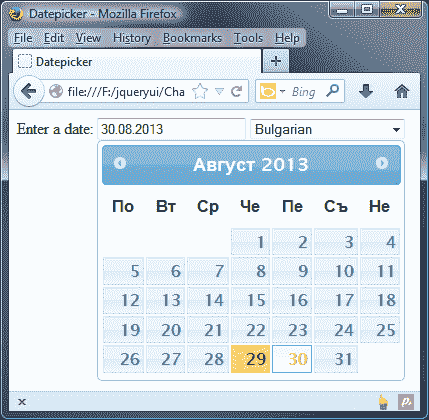 Datepicker - Mozilla Firefox
File Edit View History Bookmarks Tools Help
Datepicker
file:///F:/jqueryui/Cha
Bing
Enter a date: 30.08.2013 Bulgarian
Август 2013
По Вт Ср Че Пе Съ Не
1 2 3 4
5 6 7 8 9 10 11
12 13 14 15 16 17 18
19 20 21 22 23 24 25
26 27 28 29 30 31